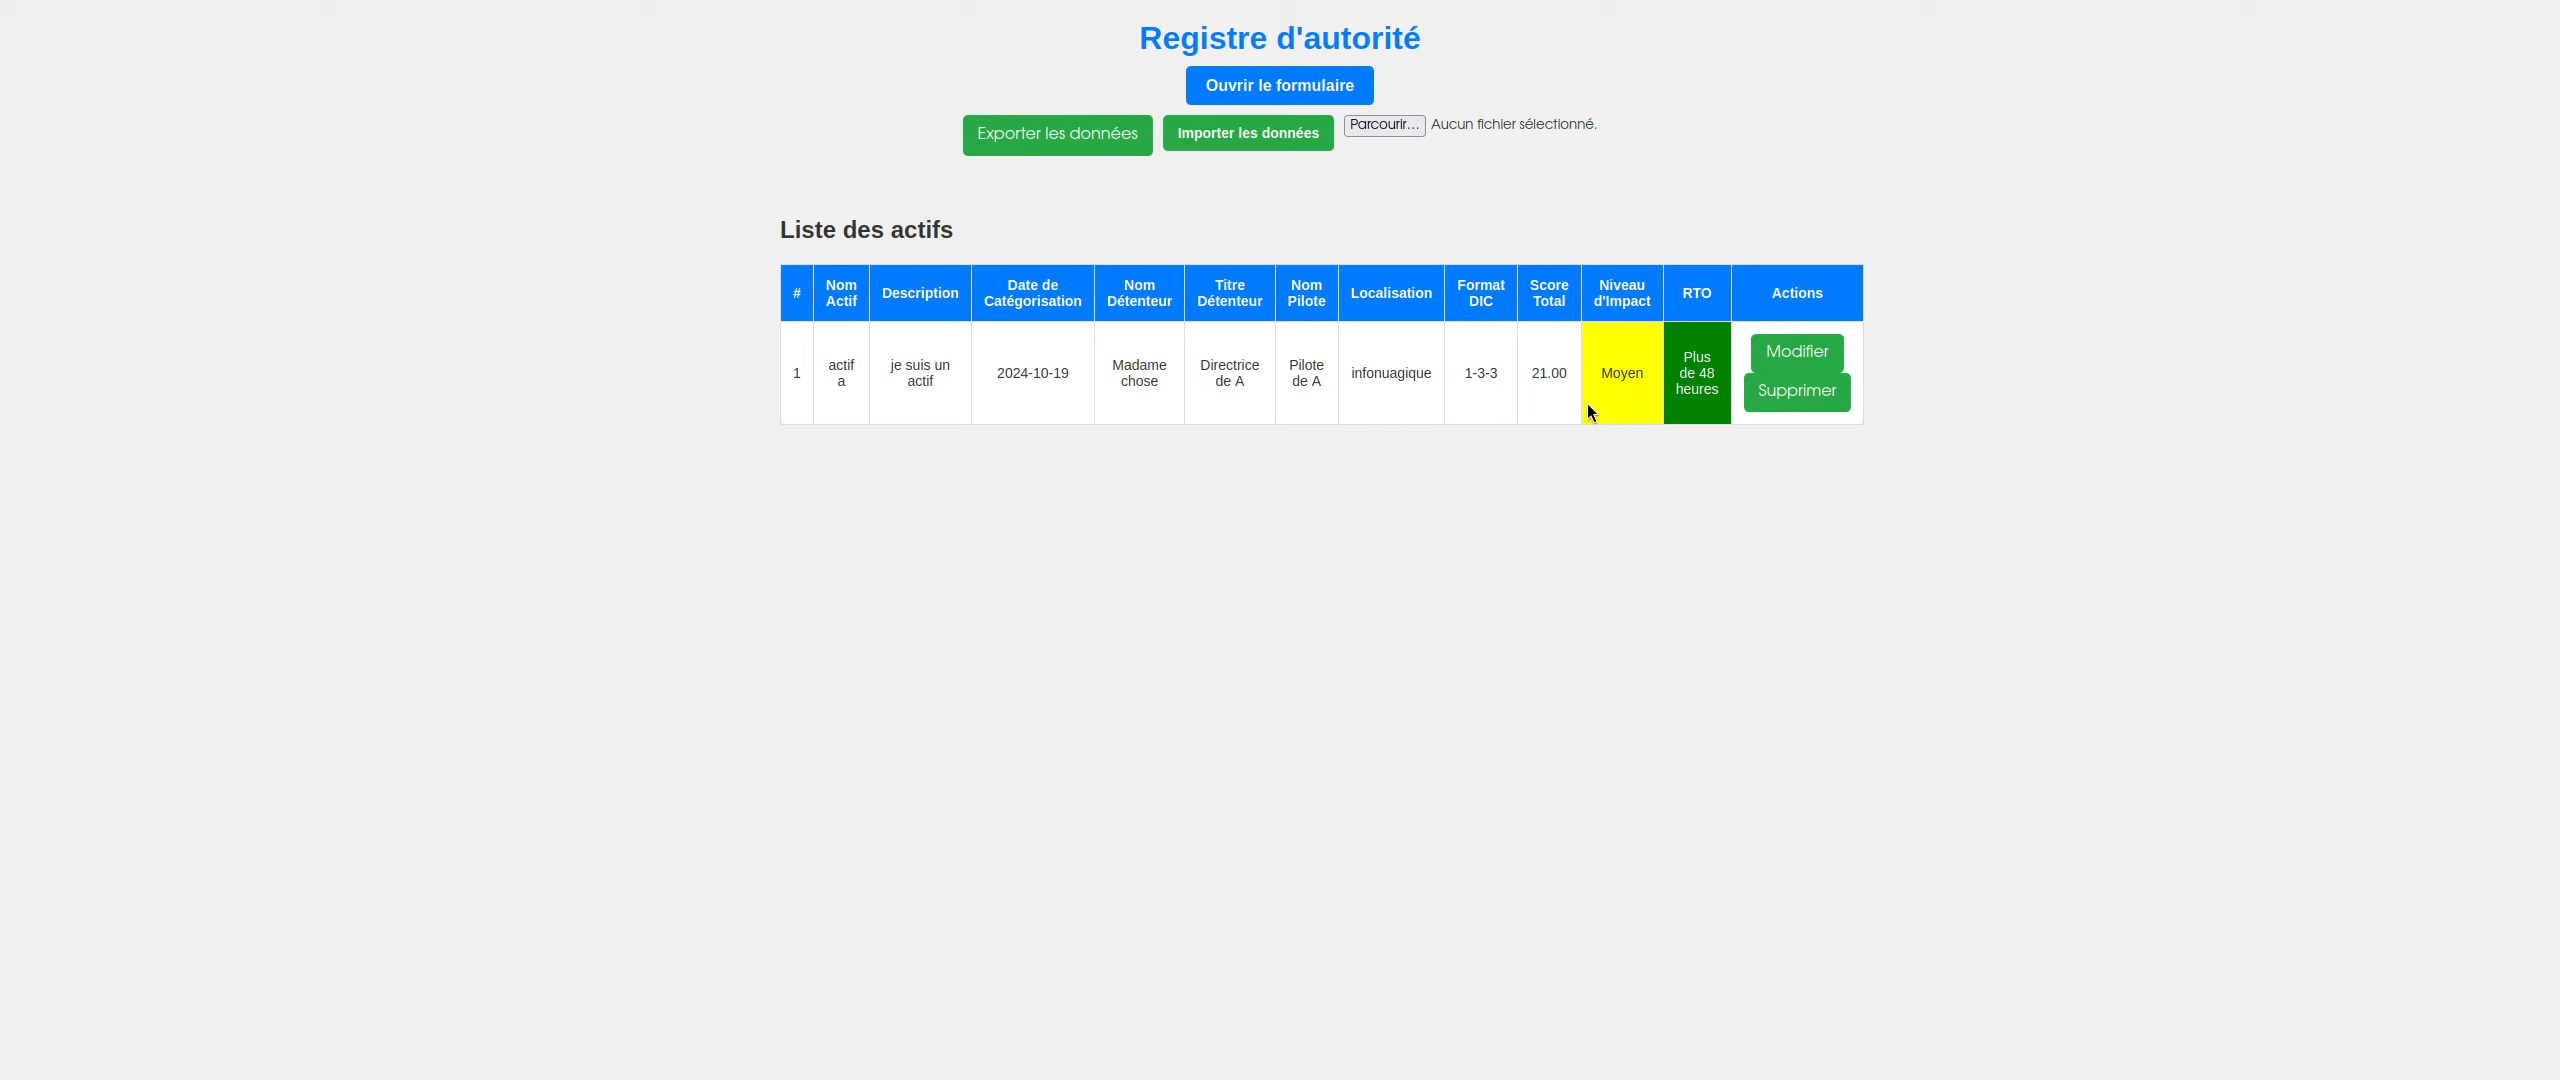 Registre d'autorité
Ouvrir le formulaire
Exporter les données Importer les données Parcourir... Aucun fichier sélectionné.
Liste des actifs
# Nom Actif Description Date de Catégorisation Nom Détenteur Titre Détenteur Nom Pilote Localisation Format DIC Score Total Niveau d'Impact RTO Actions
1 actif a je suis un actif 2024-10-19 Madame chose Directrice de A Pilote de A infonuagique 1-3-3 21.00 Moyen Plus de 48 heures Modifier
Supprimer